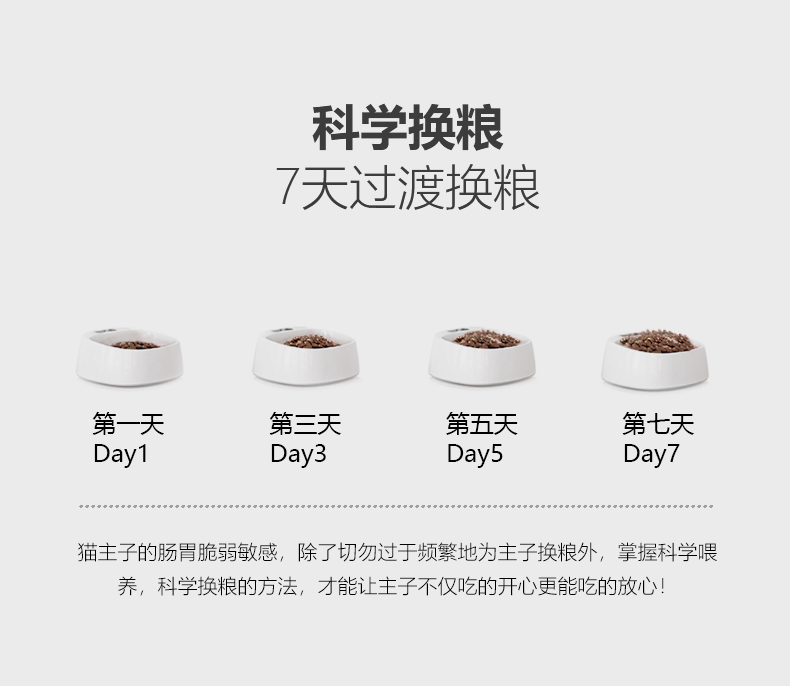 科学换粮
7天过渡换粮
第一天
Day1
第三天
Day3
第五天
Day5
第七天
Day7
猫主子的肠胃脆弱敏感，除了切勿过于频繁地为主子换粮外，掌握科学喂
养，科学换粮的方法，才能让主子不仅吃的开心更能吃的放心！